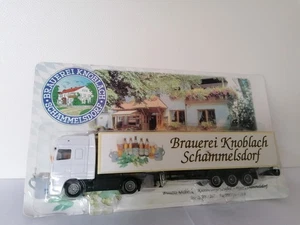 BRAUEREI KNOBLACH
SCHAMMELSDORF
Brauerei Knoblach
Schammelsdorf